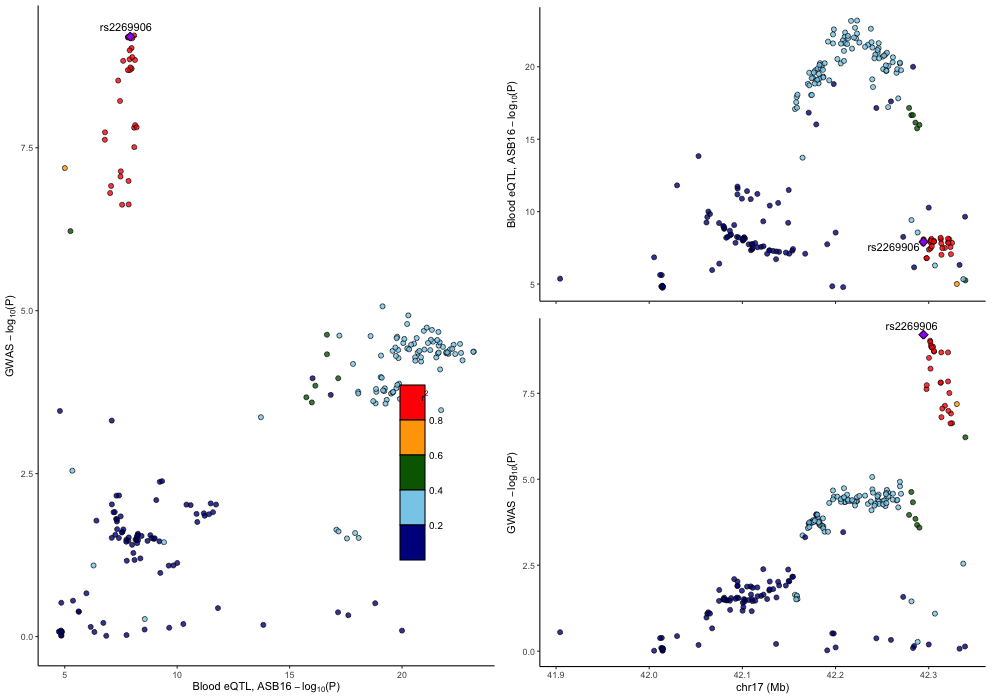 rs2269906
7.5
5.0
2.5
0.0
GWAS – log10(P)
5
10
15
20
Blood eQTL, ASB16 – log10(P)
r2
0.8
0.6
0.4
0.2
20
15
10
5
Blood eQTL, ASB16 – log10(P)
rs2269906
rs2269906
7.5
5.0
2.5
0.0
GWAS – log10(P)
41.9
42.0
42.1
42.2
42.3
chr17 (Mb)